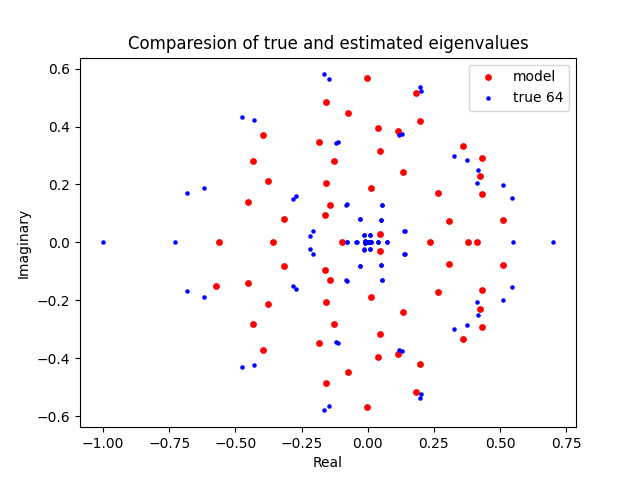 Comparesion of true and estimated eigenvalues
model
true 64
0.6
0.4
0.2
0.0
−0.2
−0.4
−0.6
Imaginary
−1.00 −0.75 −0.50 −0.25 0.00 0.25 0.50 0.75
Real